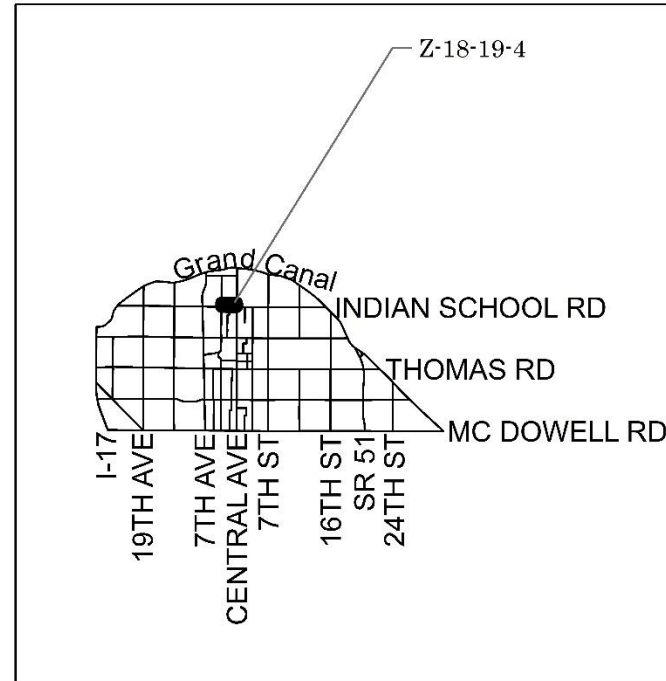 Z-18-19-4
Grand Canal
INDIAN SCHOOL RD
THOMAS RD
MC DOWELL RD
I-17
19TH AVE
7TH AVE
CENTRAL AVE
7TH ST
16TH ST
SR 51
24TH ST